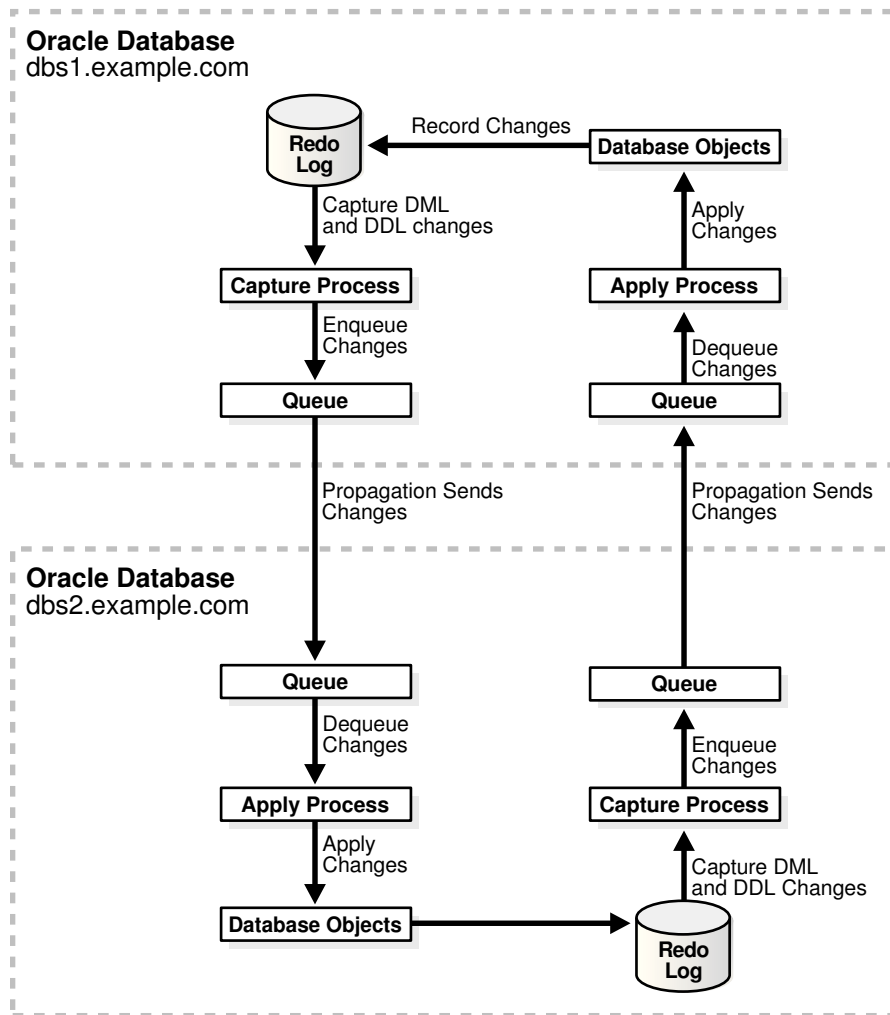 Oracle Database
dbs1.example.com
Redo
Log
Record Changes
Database Objects
Capture DML
and DDL changes
Apply
Changes
Capture Process
Apply Process
Enqueue
Changes
Dequeue
Changes
Queue
Queue
Propagation Sends
Changes
Propagation Sends
Changes
Oracle Database
dbs2.example.com
Queue
Queue
Dequeue
Changes
Enqueue
Changes
Apply Process
Capture Process
Apply
Changes
Capture DML
and DDL Changes
Database Objects
Redo
Log